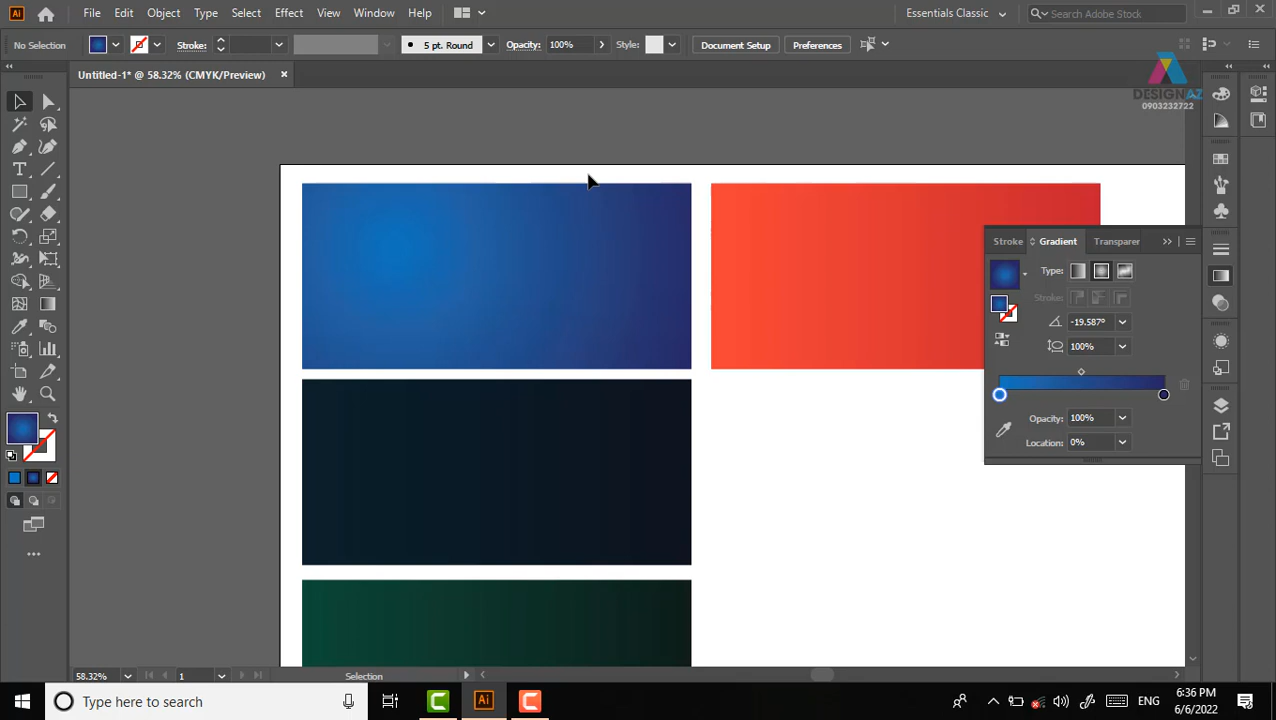 File Edit Object Type Select Effect View Window Help Essentials Classic Search Adobe Stock
No Selection Stroke: 5 pt. Round Opacity: 100% Style: Document Setup Preferences
Untitled-1* @ 58.32% (CMYK/Preview)
DESIGNAZ
0903232722
Stroke Gradient Transparer
Type:
Stroke:
-19.587°
100%
Opacity: 100%
Location: 0%
58.32% 1 Selection
Type here to search
Ai
ENG
6:36 PM
6/6/2022